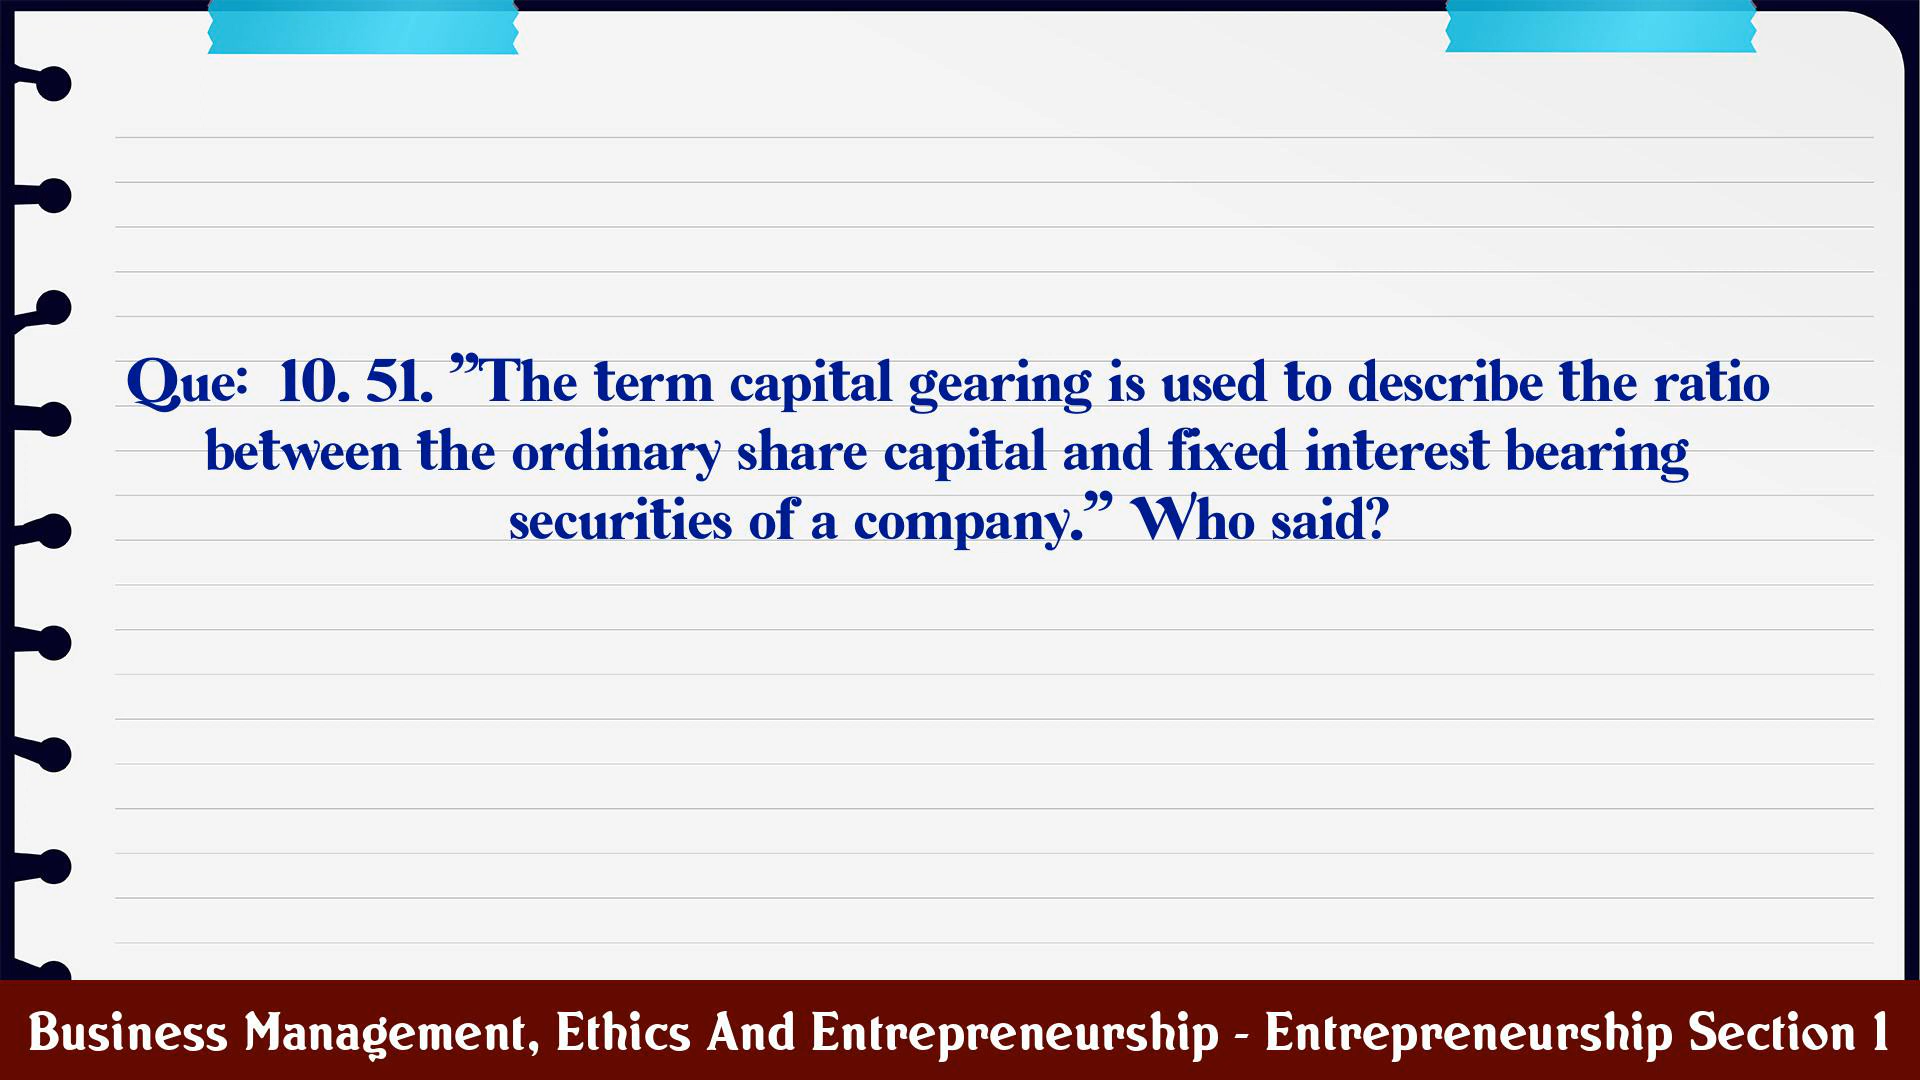 Que: 10. 51. ”The term capital gearing is used to describe the ratio
between the ordinary share capital and fixed interest bearing
securities of a company.” Who said?
Business Management, Ethics And Entrepreneurship - Entrepreneurship Section 1